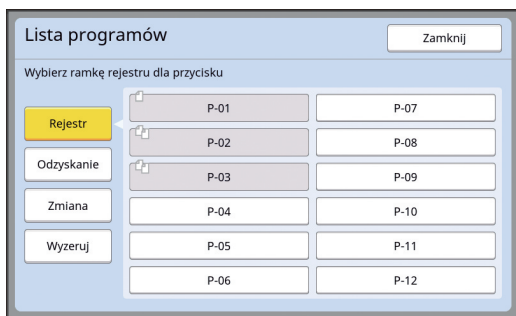 Lista programów
Zamknij
Wybierz ramkę rejestru dla przycisku
Rejestr
Odzyskanie
Zmiana
Wyzeruj
P-01
P-07
P-02
P-08
P-03
P-09
P-04
P-10
P-05
P-11
P-06
P-12